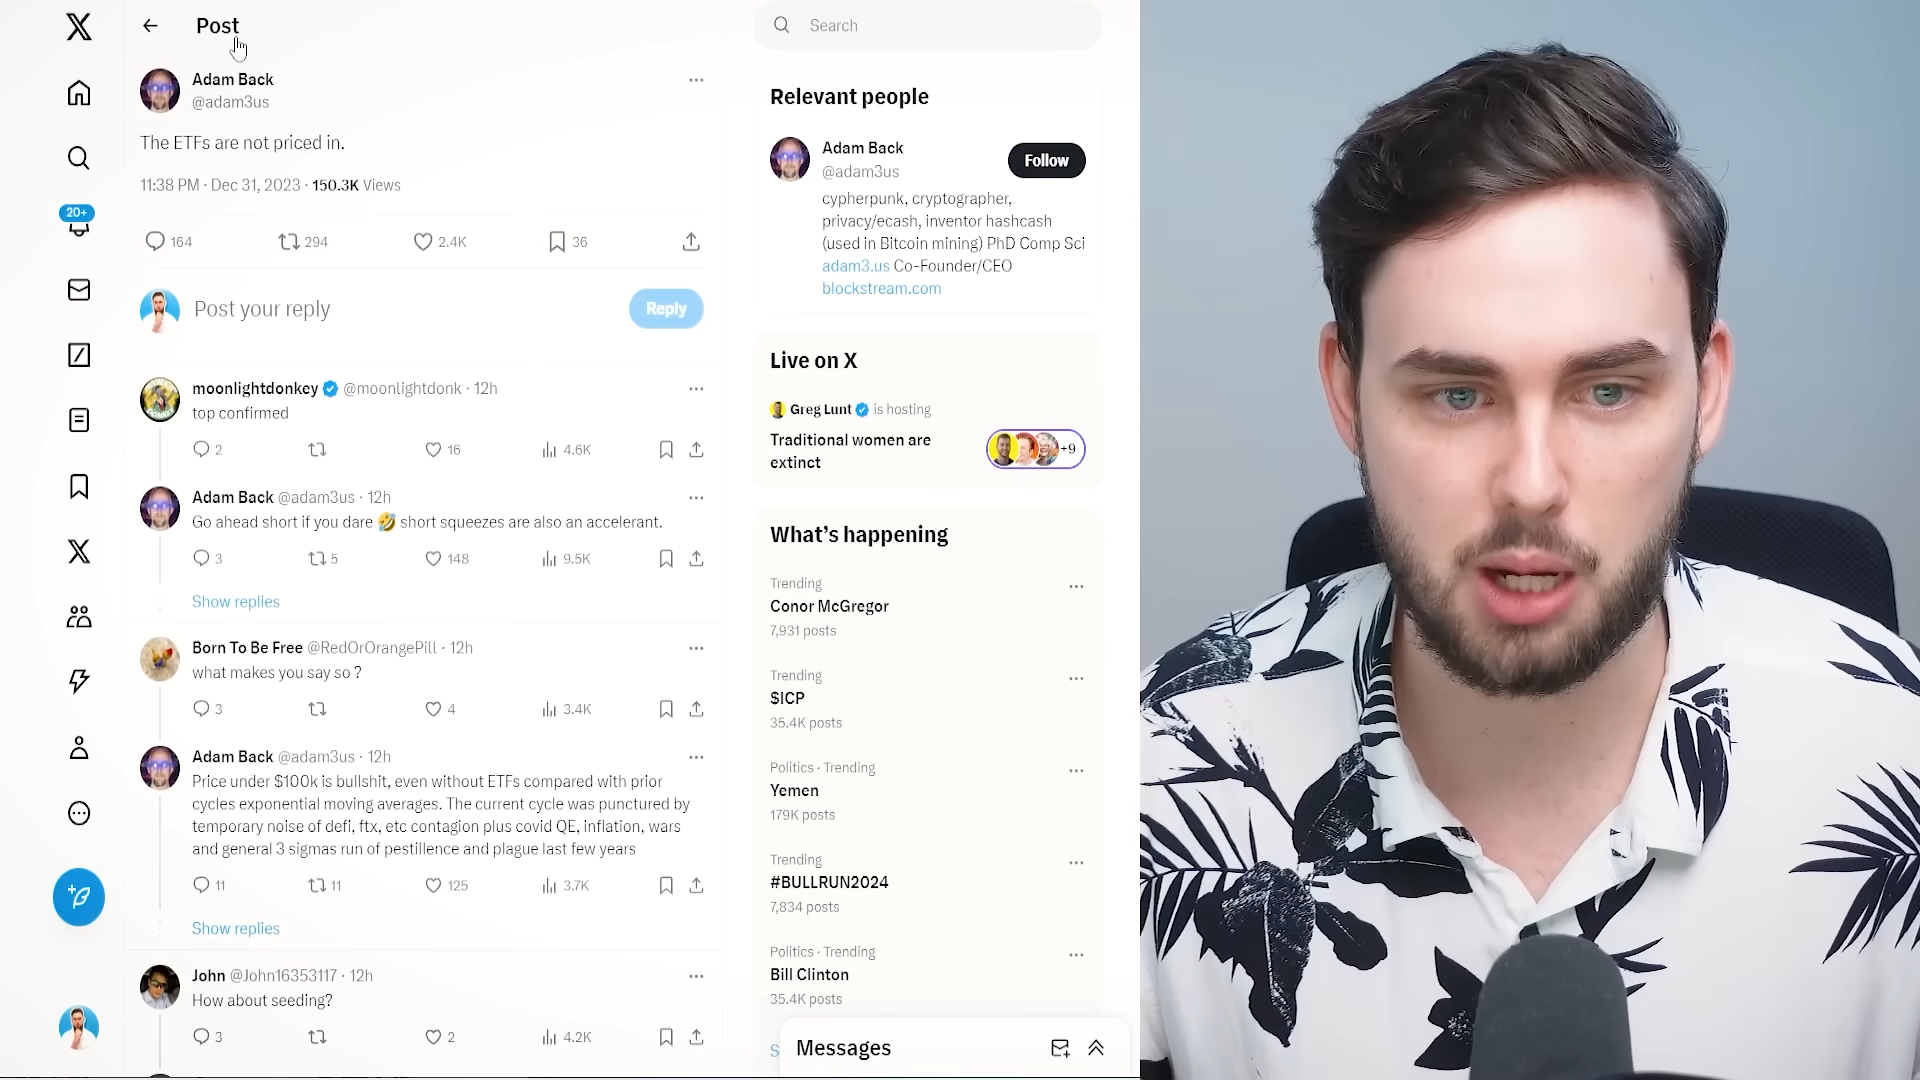 Post
Search
Adam Back
@adam3us
The ETFs are not priced in.
11:38 PM · Dec 31, 2023 · 150.3K Views
164 294 2.4K 36
20+
Post your reply
Reply
moonlightdonkey @moonlightdonk · 12h
top confirmed
2 16 4.6K
Adam Back @adam3us · 12h
Go ahead short if you dare 🤣 short squeezes are also an accelerant.
3 5 148 9.5K
Show replies
Born To Be Free @RedOrOrangePill · 12h
what makes you say so ?
3 4 3.4K
Adam Back @adam3us · 12h
Price under $100k is bullshit, even without ETFs compared with prior
cycles exponential moving averages. The current cycle was punctured by
temporary noise of defi, ftx, etc contagion plus covid QE, inflation, wars
and general 3 sigmas run of pestillence and plague last few years
11 11 125 3.7K
Show replies
John @John16353117 · 12h
How about seeding?
3 2 4.2K
Relevant people
Adam Back
@adam3us
Follow
cypherpunk, cryptographer,
privacy/ecash, inventor hashcash
(used in Bitcoin mining) PhD Comp Sci
adam3.us Co-Founder/CEO
blockstream.com
Live on X
Greg Lunt is hosting
Traditional women are
extinct
+9
What's happening
Trending
Conor McGregor
7,931 posts
Trending
$ICP
35.4K posts
Politics · Trending
Yemen
179K posts
Trending
#BULLRUN2024
7,834 posts
Politics · Trending
Bill Clinton
35.4K posts
S
Messages